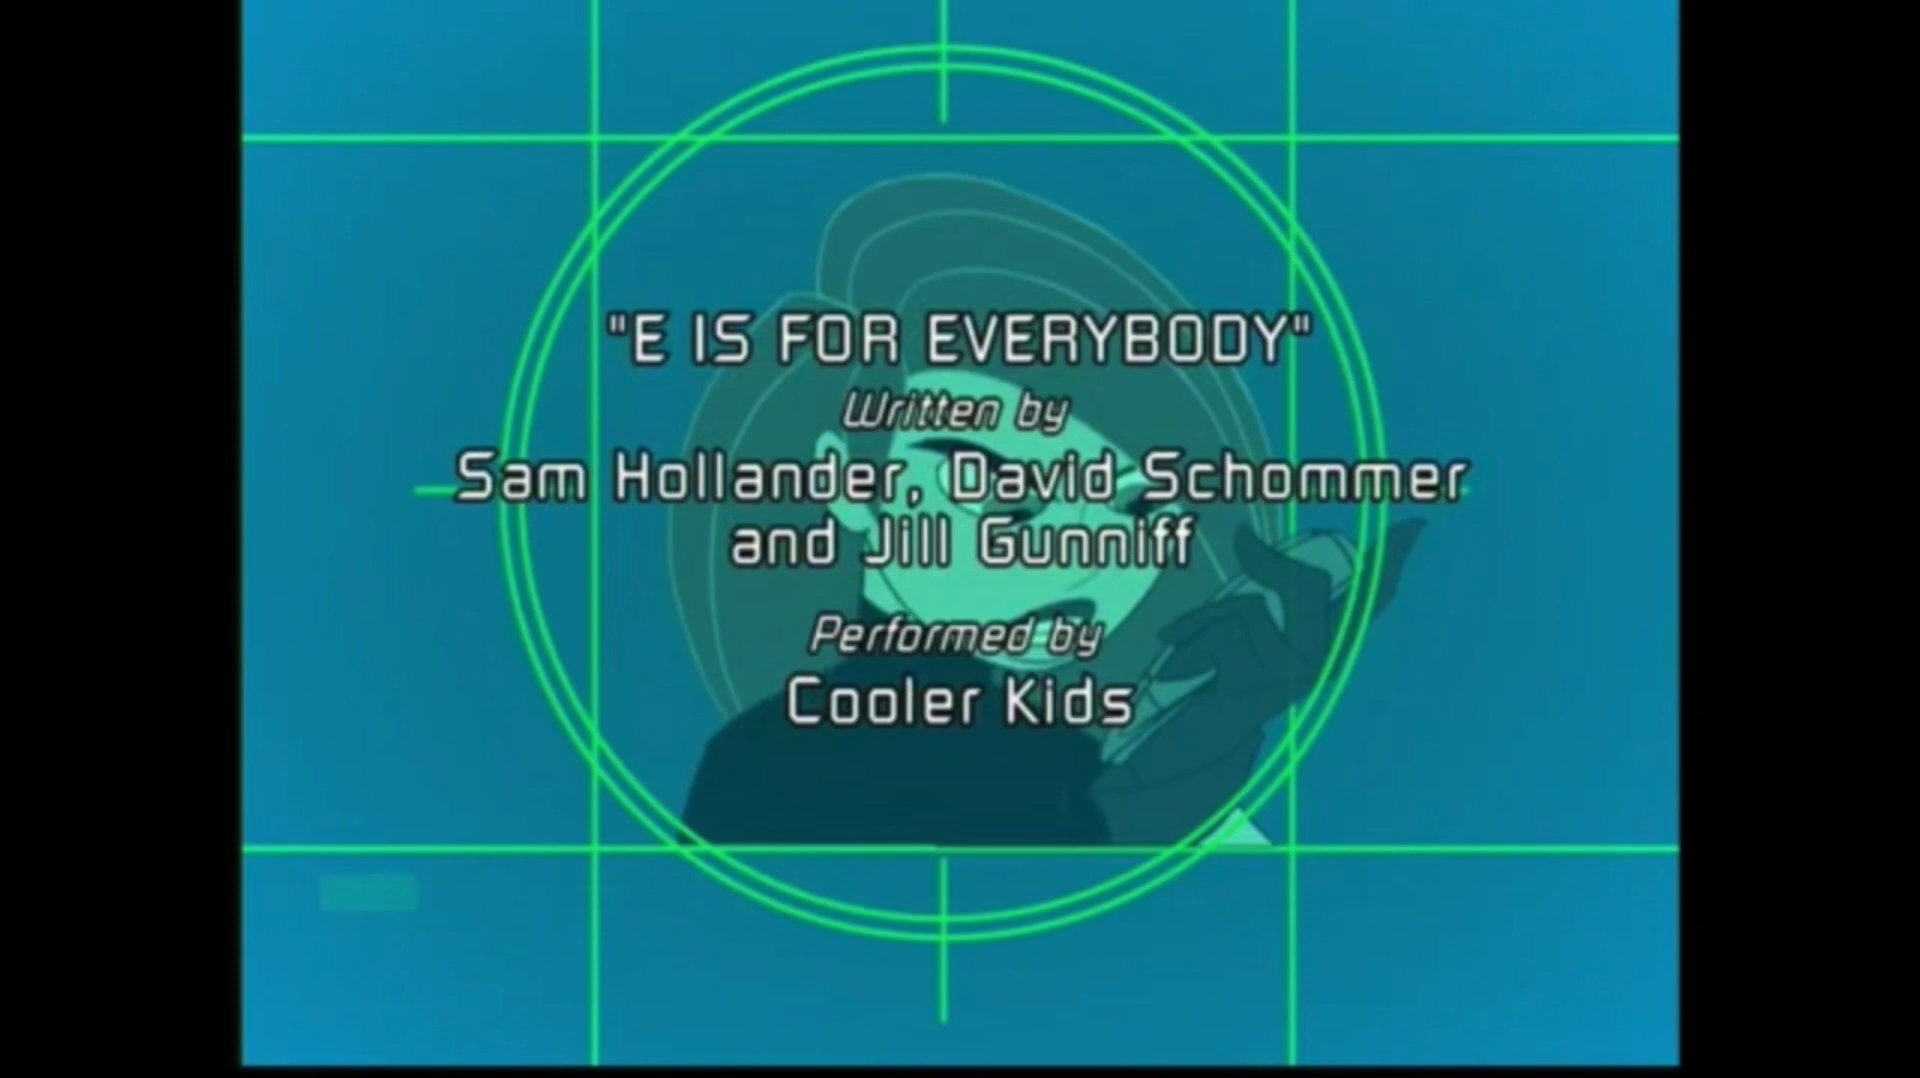 "E IS FOR EVERYBODY"
Written by
Sam Hollander, David Schommer
and Jill Gunniff
Performed by
Cooler Kids